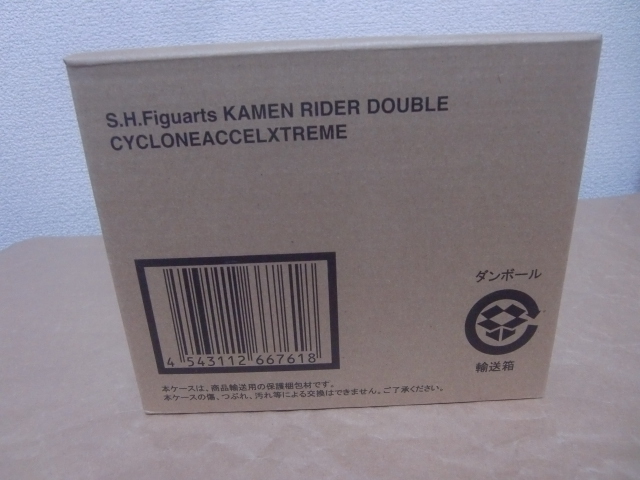 S.H.Figuarts KAMEN RIDER DOUBLE
CYCLONEACCELXTREME
ダンボール
輸送箱
4 543112 667618
本ケースは、商品輸送用の保護梱包材です。
本ケースの傷、つぶれ、汚れ等による交換はできません。ご了承ください。